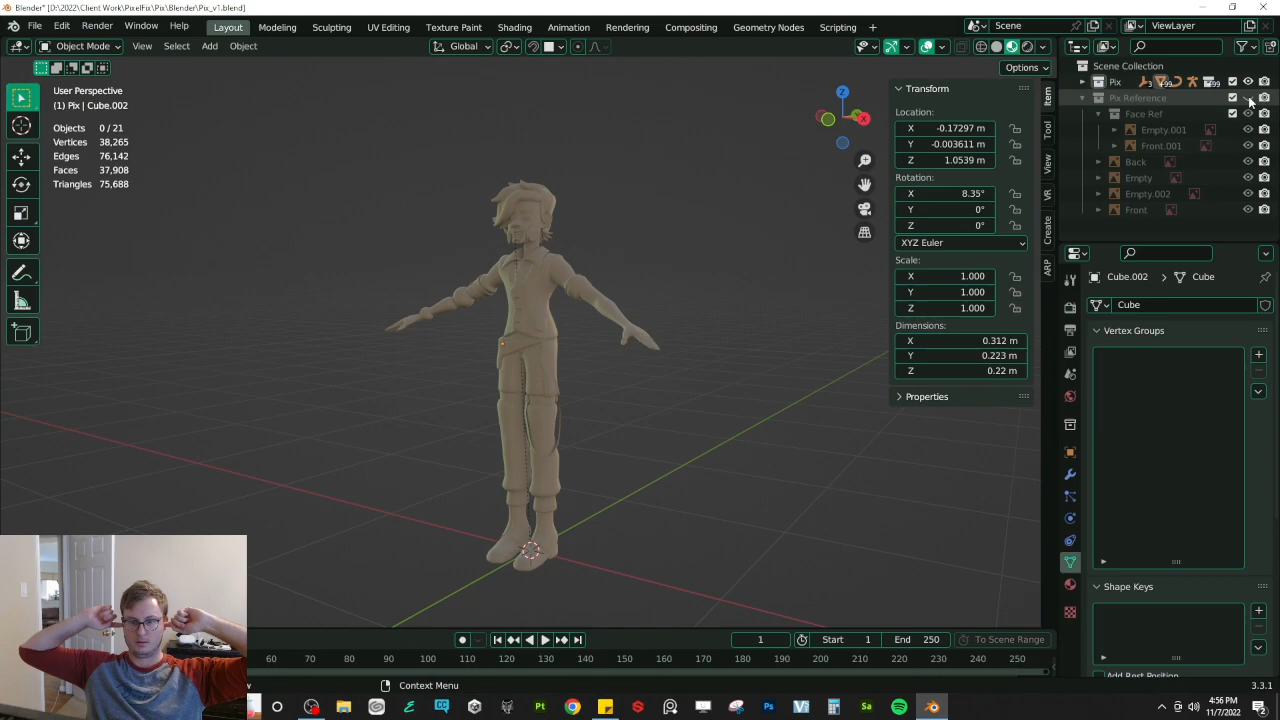 Blender* [D:\2022\Client Work\PixelFix\Pix\Blender\Pix_v1.blend]
File Edit Render Window Help Layout Modeling Sculpting UV Editing Texture Paint Shading Animation Rendering Compositing Geometry Nodes Scripting + Scene ViewLayer
Object Mode View Select Add Object Global
Options
User Perspective
(1) Pix | Cube.002
Objects 0 / 21
Vertices 38,265
Edges 76,142
Faces 37,908
Triangles 75,688
Z
X
Y
Transform
Location:
X -0.17297 m
Y -0.003611 m
Z 1.0539 m
Rotation:
X 8.35°
Y 0°
Z 0°
XYZ Euler
Scale:
X 1.000
Y 1.000
Z 1.000
Dimensions:
X 0.312 m
Y 0.223 m
Z 0.22 m
Properties
Item
Tool
View
VR
Create
ARP
Scene Collection
Pix
Pix Reference
Face Ref
Empty.001
Front.001
Back
Empty
Empty.002
Front
Cube.002 > Cube
Cube
Vertex Groups
Shape Keys
Add Rest Position
1 Start 1 End 250 To Scene Range
60 70 80 90 100 110 120 130 140 150 160 170 180 190 200 210 220 230 240 250
Context Menu 3.3.1
4:56 PM
11/7/2022